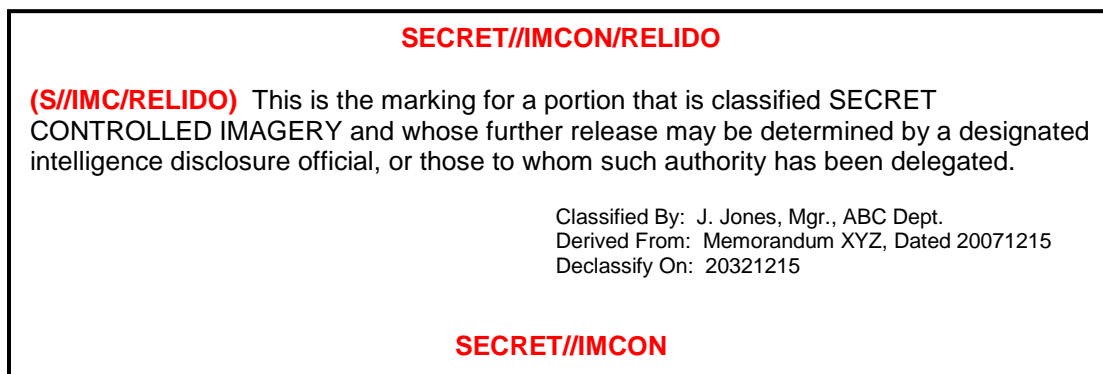 SECRET//IMCON/RELIDO
(S//IMC/RELIDO) This is the marking for a portion that is classified SECRET
CONTROLLED IMAGERY and whose further release may be determined by a designated
intelligence disclosure official, or those to whom such authority has been delegated.
Classified By: J. Jones, Mgr., ABC Dept.
Derived From: Memorandum XYZ, Dated 20071215
Declassify On: 20321215
SECRET//IMCON